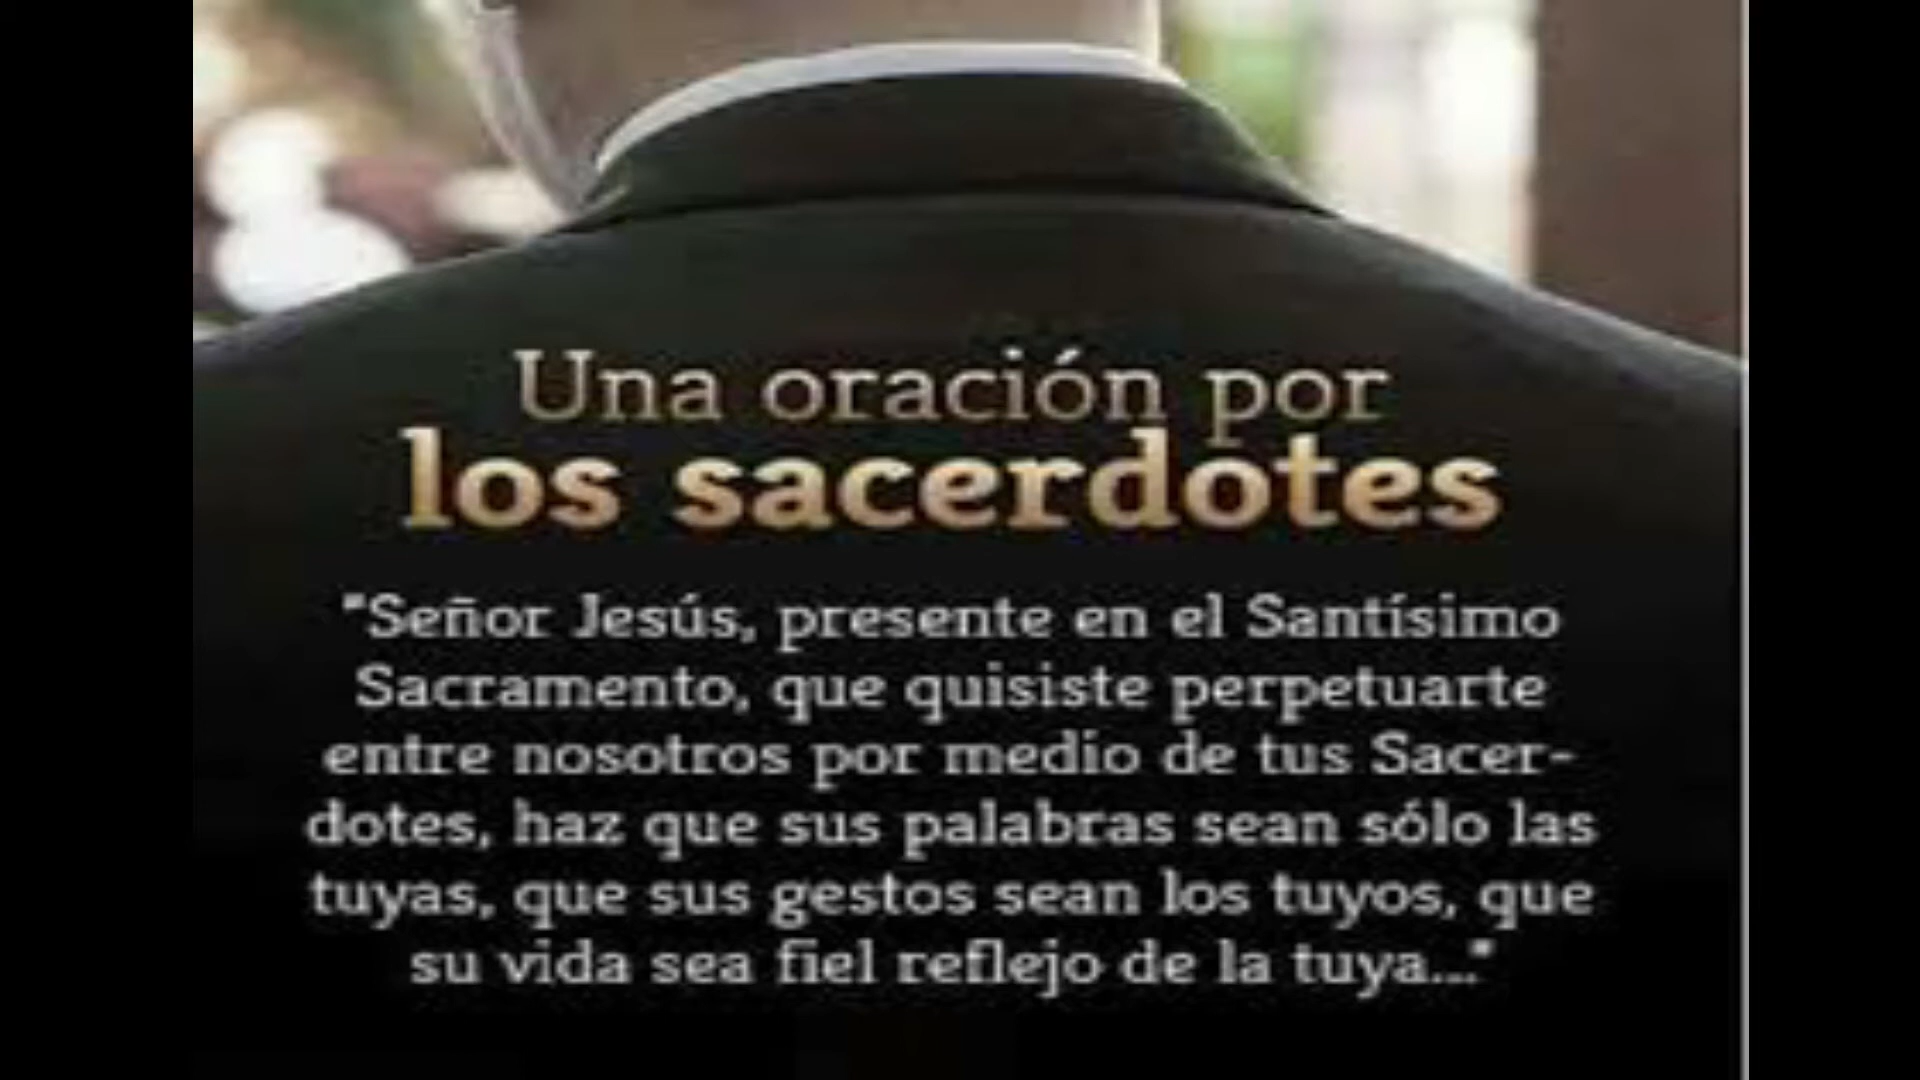 Una oración por
los sacerdotes
"Señor Jesús, presente en el Santísimo
Sacramento, que quisiste perpetuarte
entre nosotros por medio de tus Sacer-
dotes, haz que sus palabras sean sólo las
tuyas, que sus gestos sean los tuyos, que
su vida sea fiel reflejo de la tuya..."